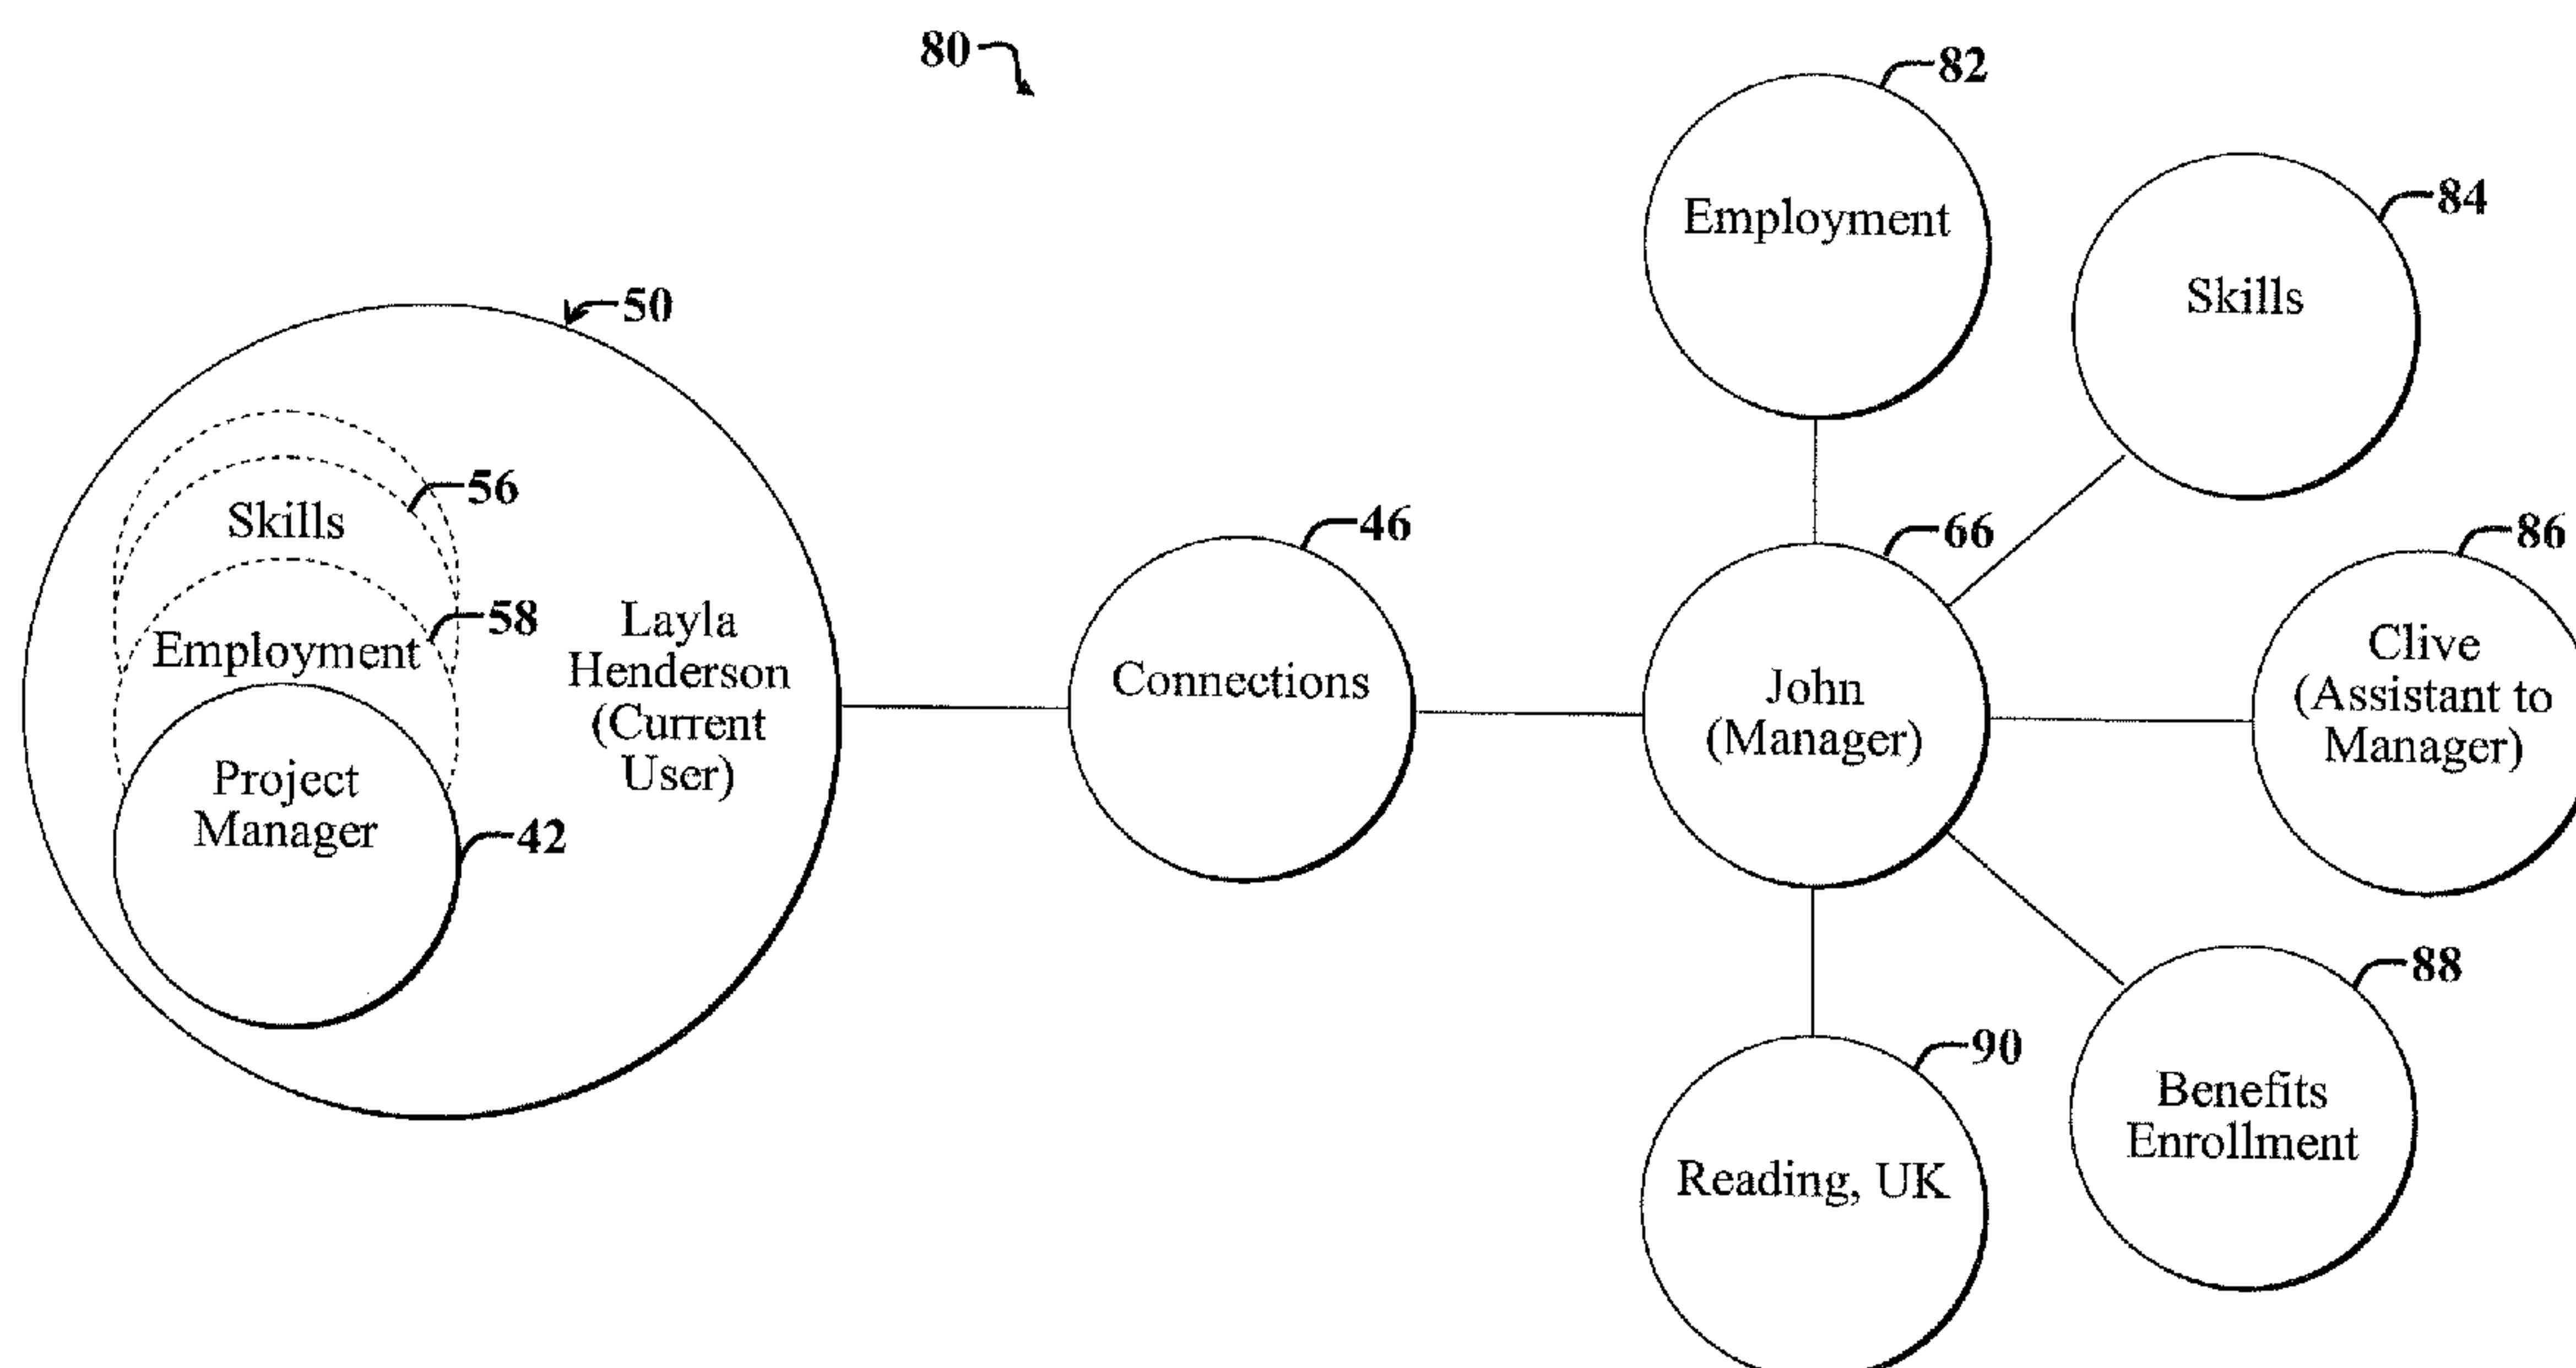 80
82
Employment
84
Skills
50
56
Skills
58
Employment
Layla
Henderson
(Current
User)
Project
Manager
42
46
Connections
66
John
(Manager)
86
Clive
(Assistant to
Manager)
88
Benefits
Enrollment
90
Reading, UK